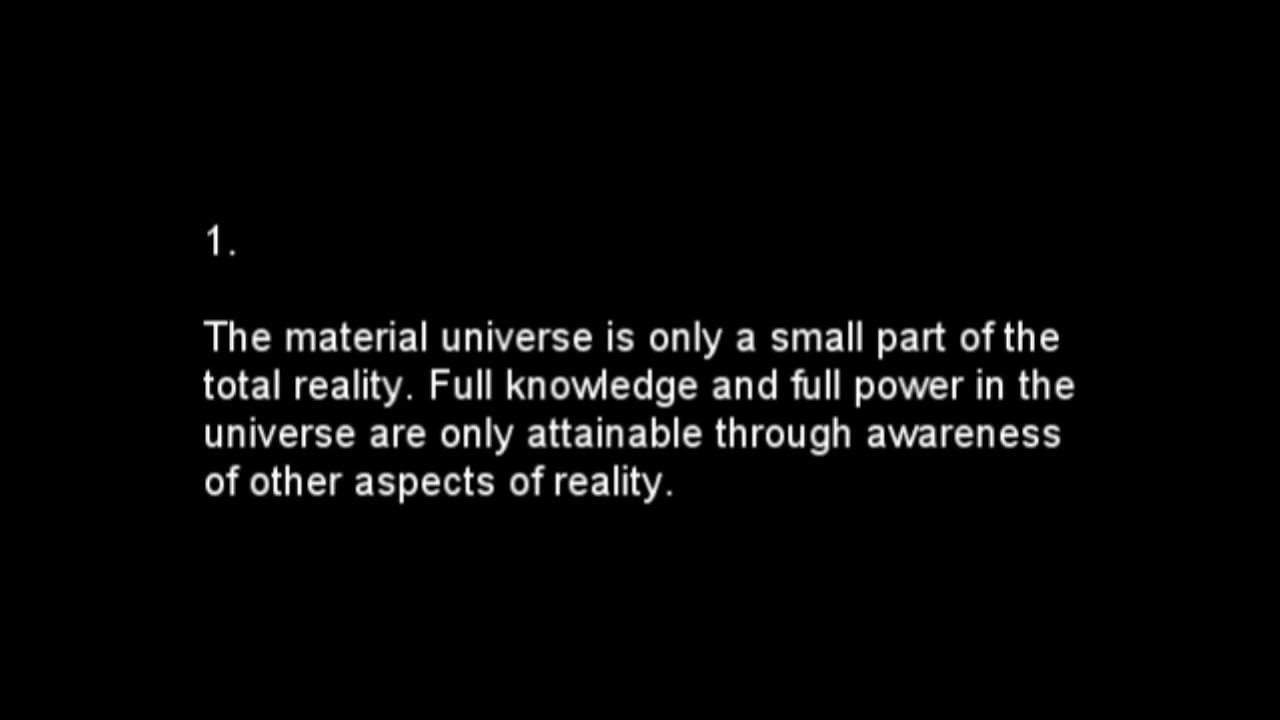 1.
The material universe is only a small part of the
total reality. Full knowledge and full power in the
universe are only attainable through awareness
of other aspects of reality.